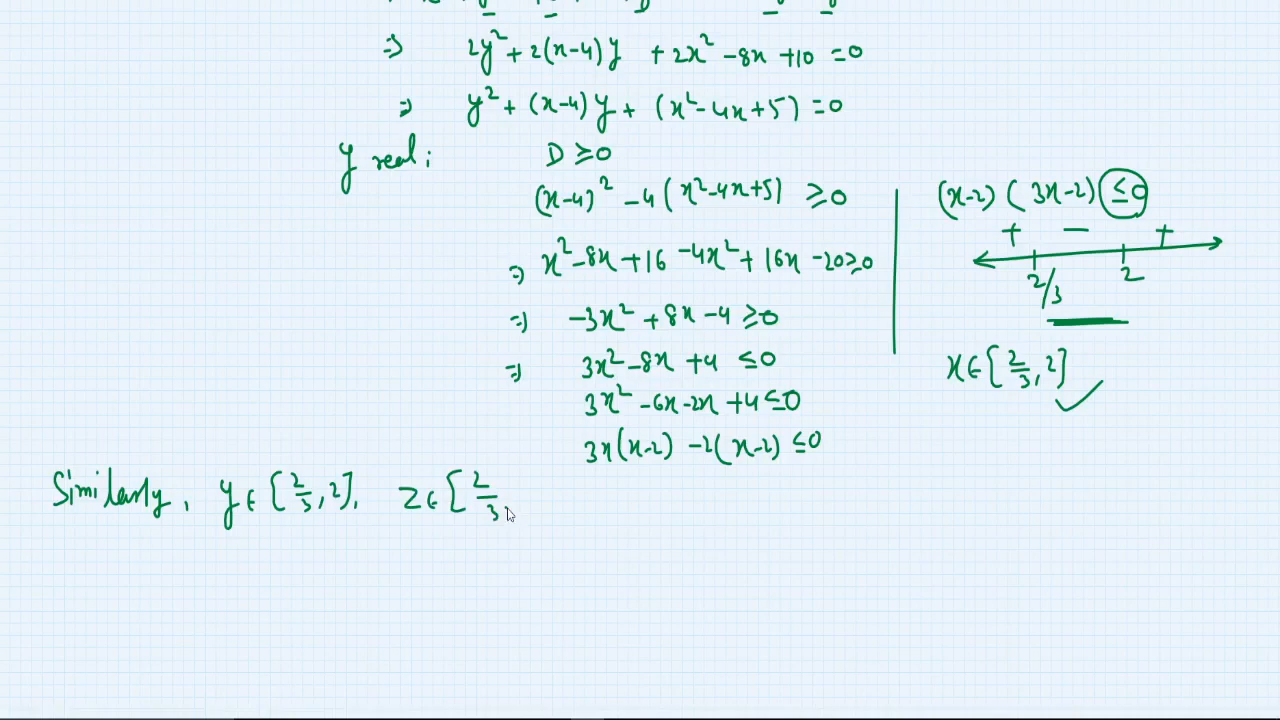 ⇒ 2y² + 2(x-4)y + 2x² - 8x + 10 = 0
⇒ y² + (x-4)y + (x² - 4x + 5) = 0
y real; D ≥ 0
(x-4)² - 4(x² - 4x + 5) ≥ 0
⇒ x² - 8x + 16 - 4x² + 16x - 20 ≥ 0
⇒ -3x² + 8x - 4 ≥ 0
⇒ 3x² - 8x + 4 ≤ 0
3x² - 6x - 2x + 4 ≤ 0
3x(x-2) - 2(x-2) ≤ 0
(x-2)(3x-2) ≤ 0
+ - +
2/3 2
x ∈ [2/3, 2]
Similarly, y ∈ [2/3, 2], z ∈ [2/3